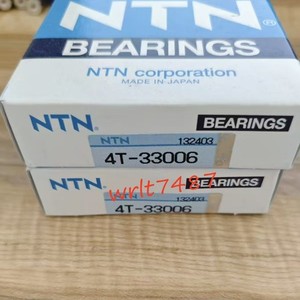 NTN®
BEARINGS
NTN corporation
MADE IN JAPAN
NTN® NTN 132403 BEARINGS
4T-33006
NTN® 132403 BEARINGS
4T-33006
wrlt7487